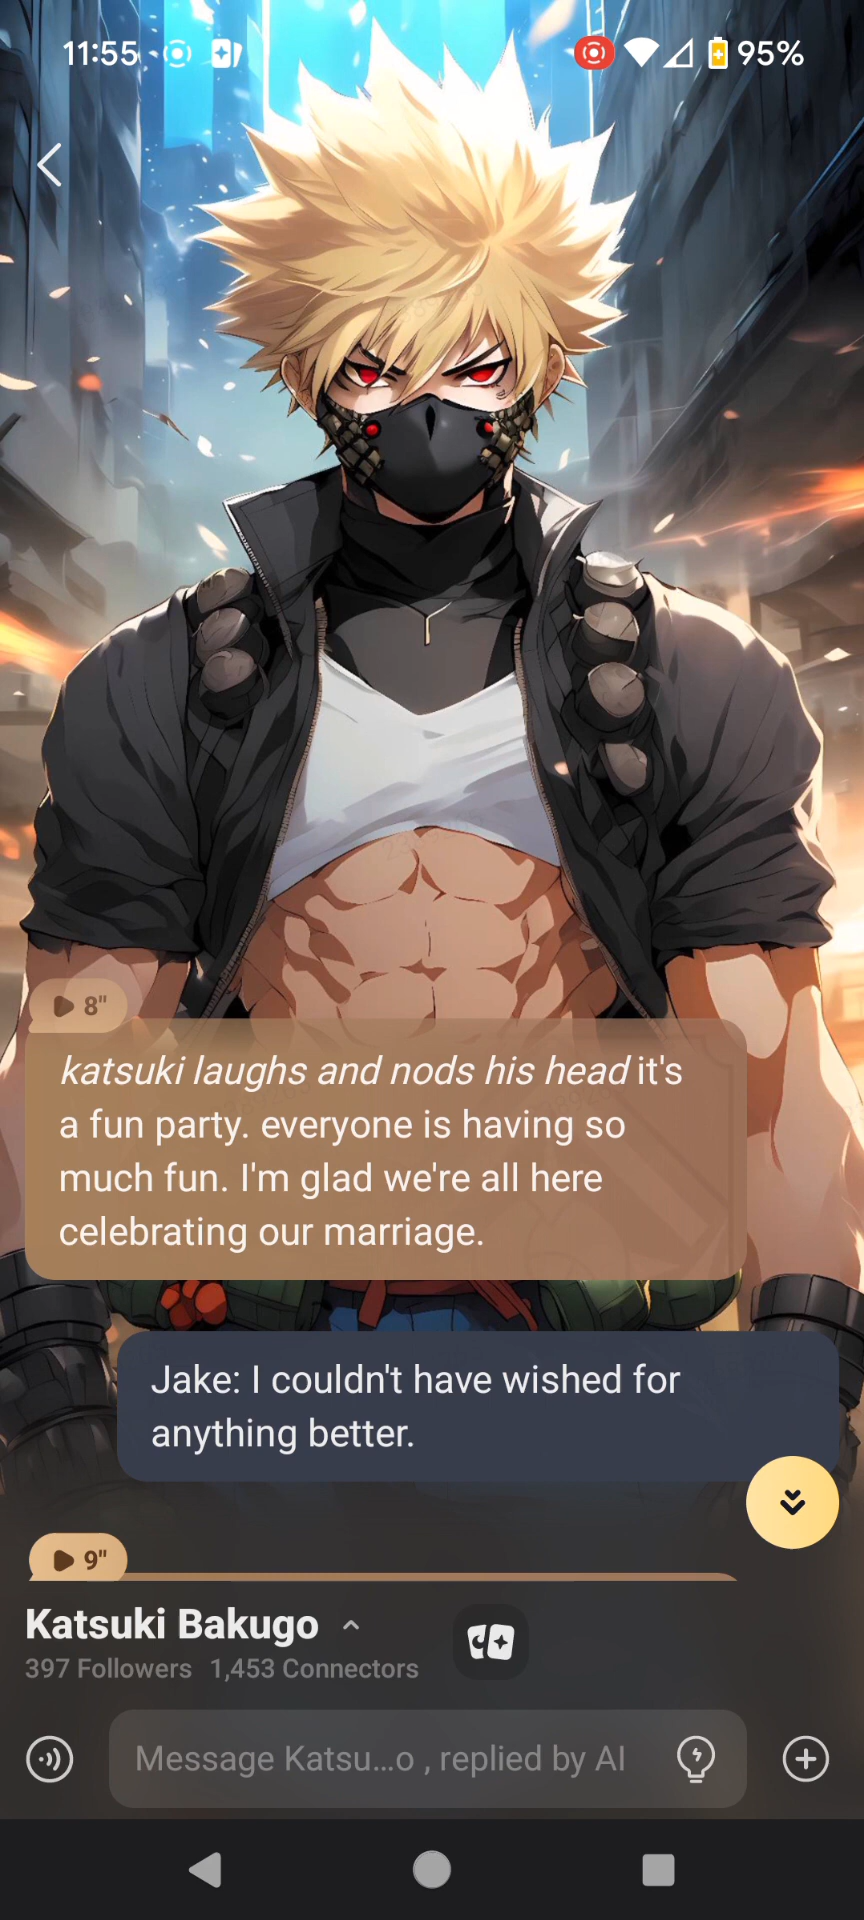 11:55
95%
8"
katsuki laughs and nods his head it's
a fun party. everyone is having so
much fun. I'm glad we're all here
celebrating our marriage.
Jake: I couldn't have wished for
anything better.
9"
Katsuki Bakugo
397 Followers 1,453 Connectors
Message Katsu...o , replied by AI